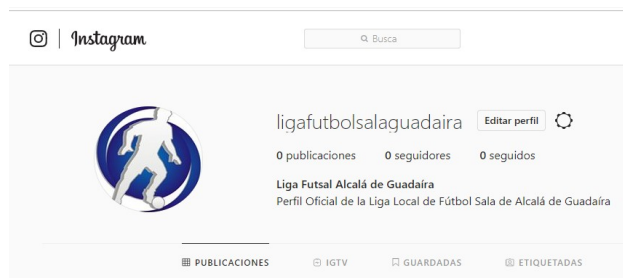 Instagram
Busca
ligafutbolsalaguadaira Editar perfil
0 publicaciones 0 seguidores 0 seguidos
Liga Futsal Alcalá de Guadaíra
Perfil Oficial de la Liga Local de Fútbol Sala de Alcalá de Guadaíra
PUBLICACIONES IGTV GUARDADAS ETIQUETADAS